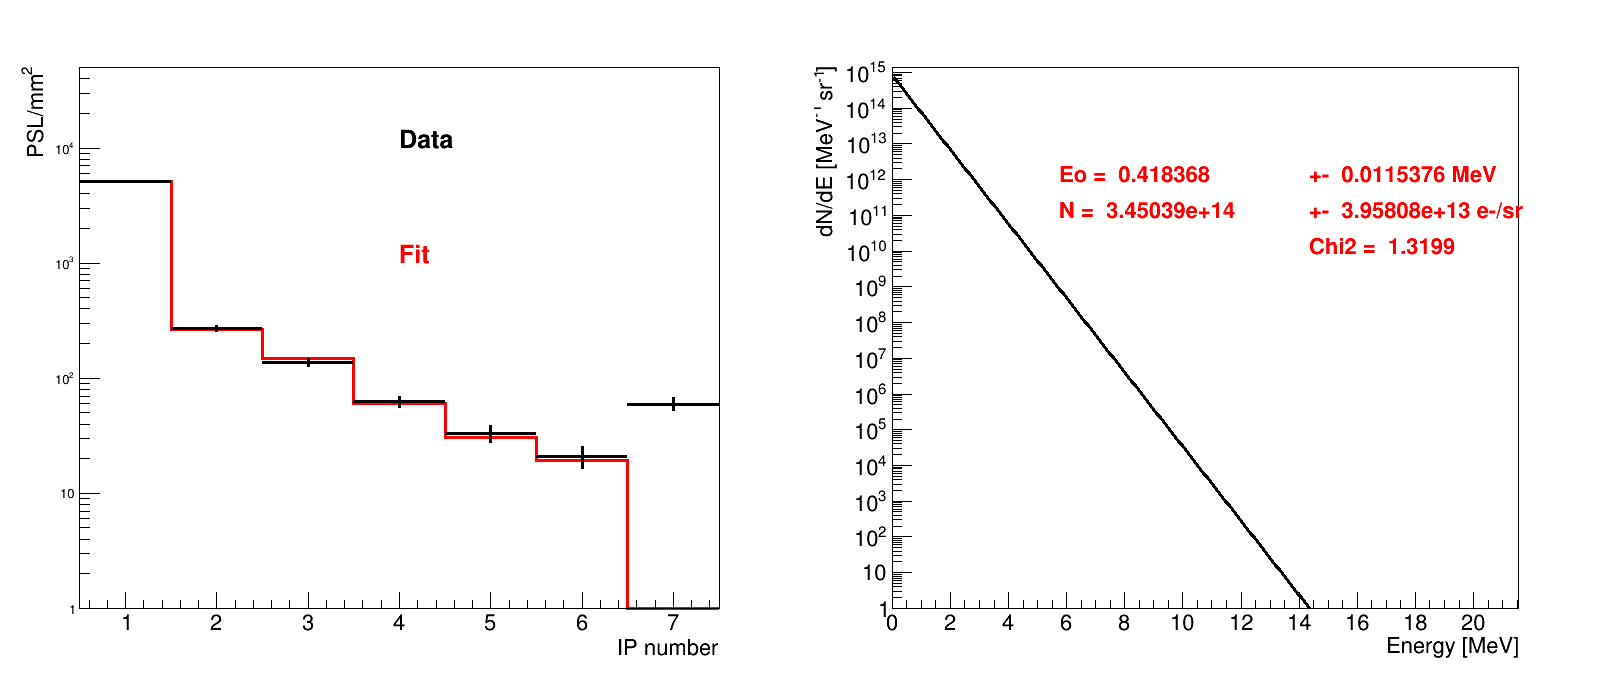 PSL/mm²
10⁴
10³
10²
10
1
Data
Fit
1 2 3 4 5 6 7
IP number
dN/dE [MeV⁻¹ sr⁻¹]
10¹⁵
10¹⁴
10¹³
10¹²
10¹¹
10¹⁰
10⁹
10⁸
10⁷
10⁶
10⁵
10⁴
10³
10²
10
1
Eo = 0.418368 +- 0.0115376 MeV
N = 3.45039e+14 +- 3.95808e+13 e-/sr
Chi2 = 1.3199
0 2 4 6 8 10 12 14 16 18 20
Energy [MeV]